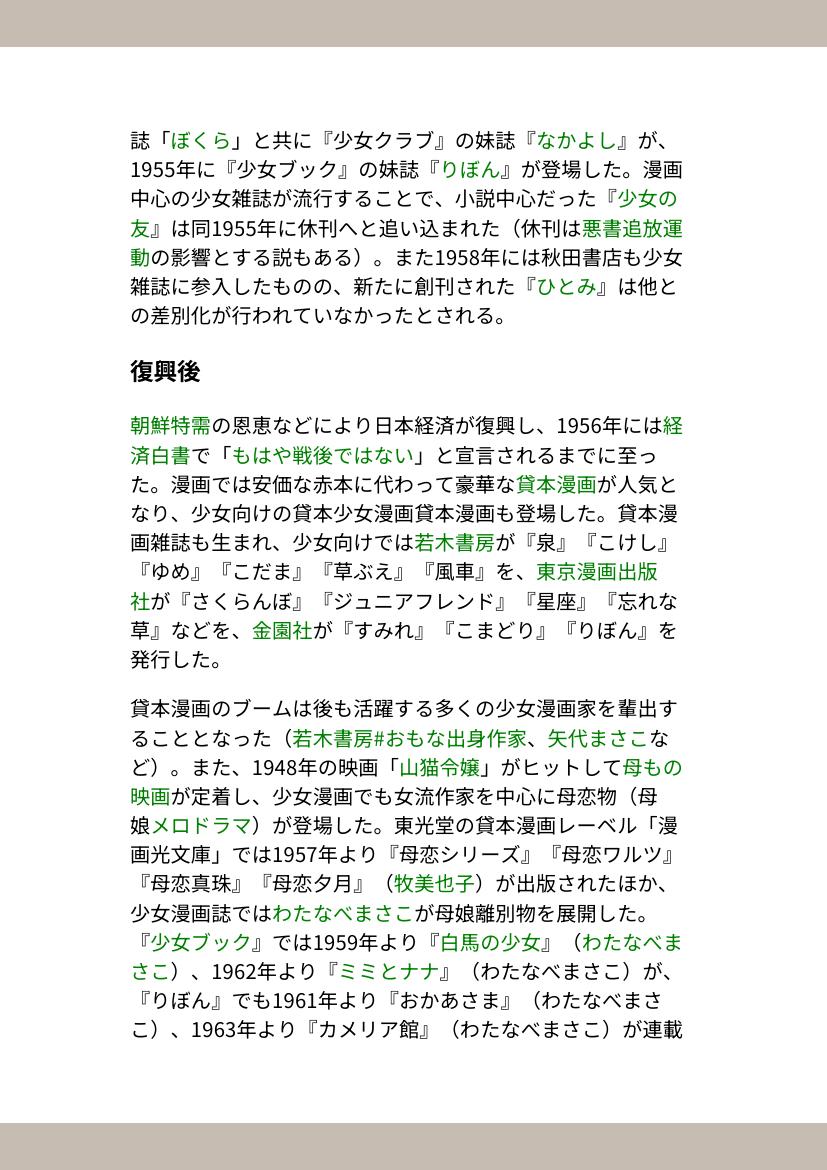 誌「ぼくら」と共に『少女クラブ』の妹誌『なかよし』が、
1955年に『少女ブック』の妹誌『りぼん』が登場した。漫画
中心の少女雑誌が流行することで、小説中心だった『少女の
友』は同1955年に休刊へと追い込まれた（休刊は悪書追放運
動の影響とする説もある）。また1958年には秋田書店も少女
雑誌に参入したものの、新たに創刊された『ひとみ』は他と
の差別化が行われていなかったとされる。
復興後
朝鮮特需の恩恵などにより日本経済が復興し、1956年には経
済白書で「もはや戦後ではない」と宣言されるまでに至っ
た。漫画では安価な赤本に代わって豪華な貸本漫画が人気と
なり、少女向けの貸本少女漫画貸本漫画も登場した。貸本漫
画雑誌も生まれ、少女向けでは若木書房が『泉』『こけし』
『ゆめ』『こだま』『草ぶえ』『風車』を、東京漫画出版
社が『さくらんぼ』『ジュニアフレンド』『星座』『忘れな
草』などを、金園社が『すみれ』『こまどり』『りぼん』を
発行した。
貸本漫画のブームは後も活躍する多くの少女漫画家を輩出す
ることとなった（若木書房#おもな出身作家、矢代まさこな
ど）。また、1948年の映画「山猫令嬢」がヒットして母もの
映画が定着し、少女漫画でも女流作家を中心に母恋物（母
娘メロドラマ）が登場した。東光堂の貸本漫画レーベル「漫
画光文庫」では1957年より『母恋シリーズ』『母恋ワルツ』
『母恋真珠』『母恋夕月』（牧美也子）が出版されたほか、
少女漫画誌ではわたなべまさこが母娘離別物を展開した。
『少女ブック』では1959年より『白馬の少女』（わたなべま
さこ）、1962年より『ミミとナナ』（わたなべまさこ）が、
『りぼん』でも1961年より『おかあさま』（わたなべまさ
こ）、1963年より『カメリア館』（わたなべまさこ）が連載